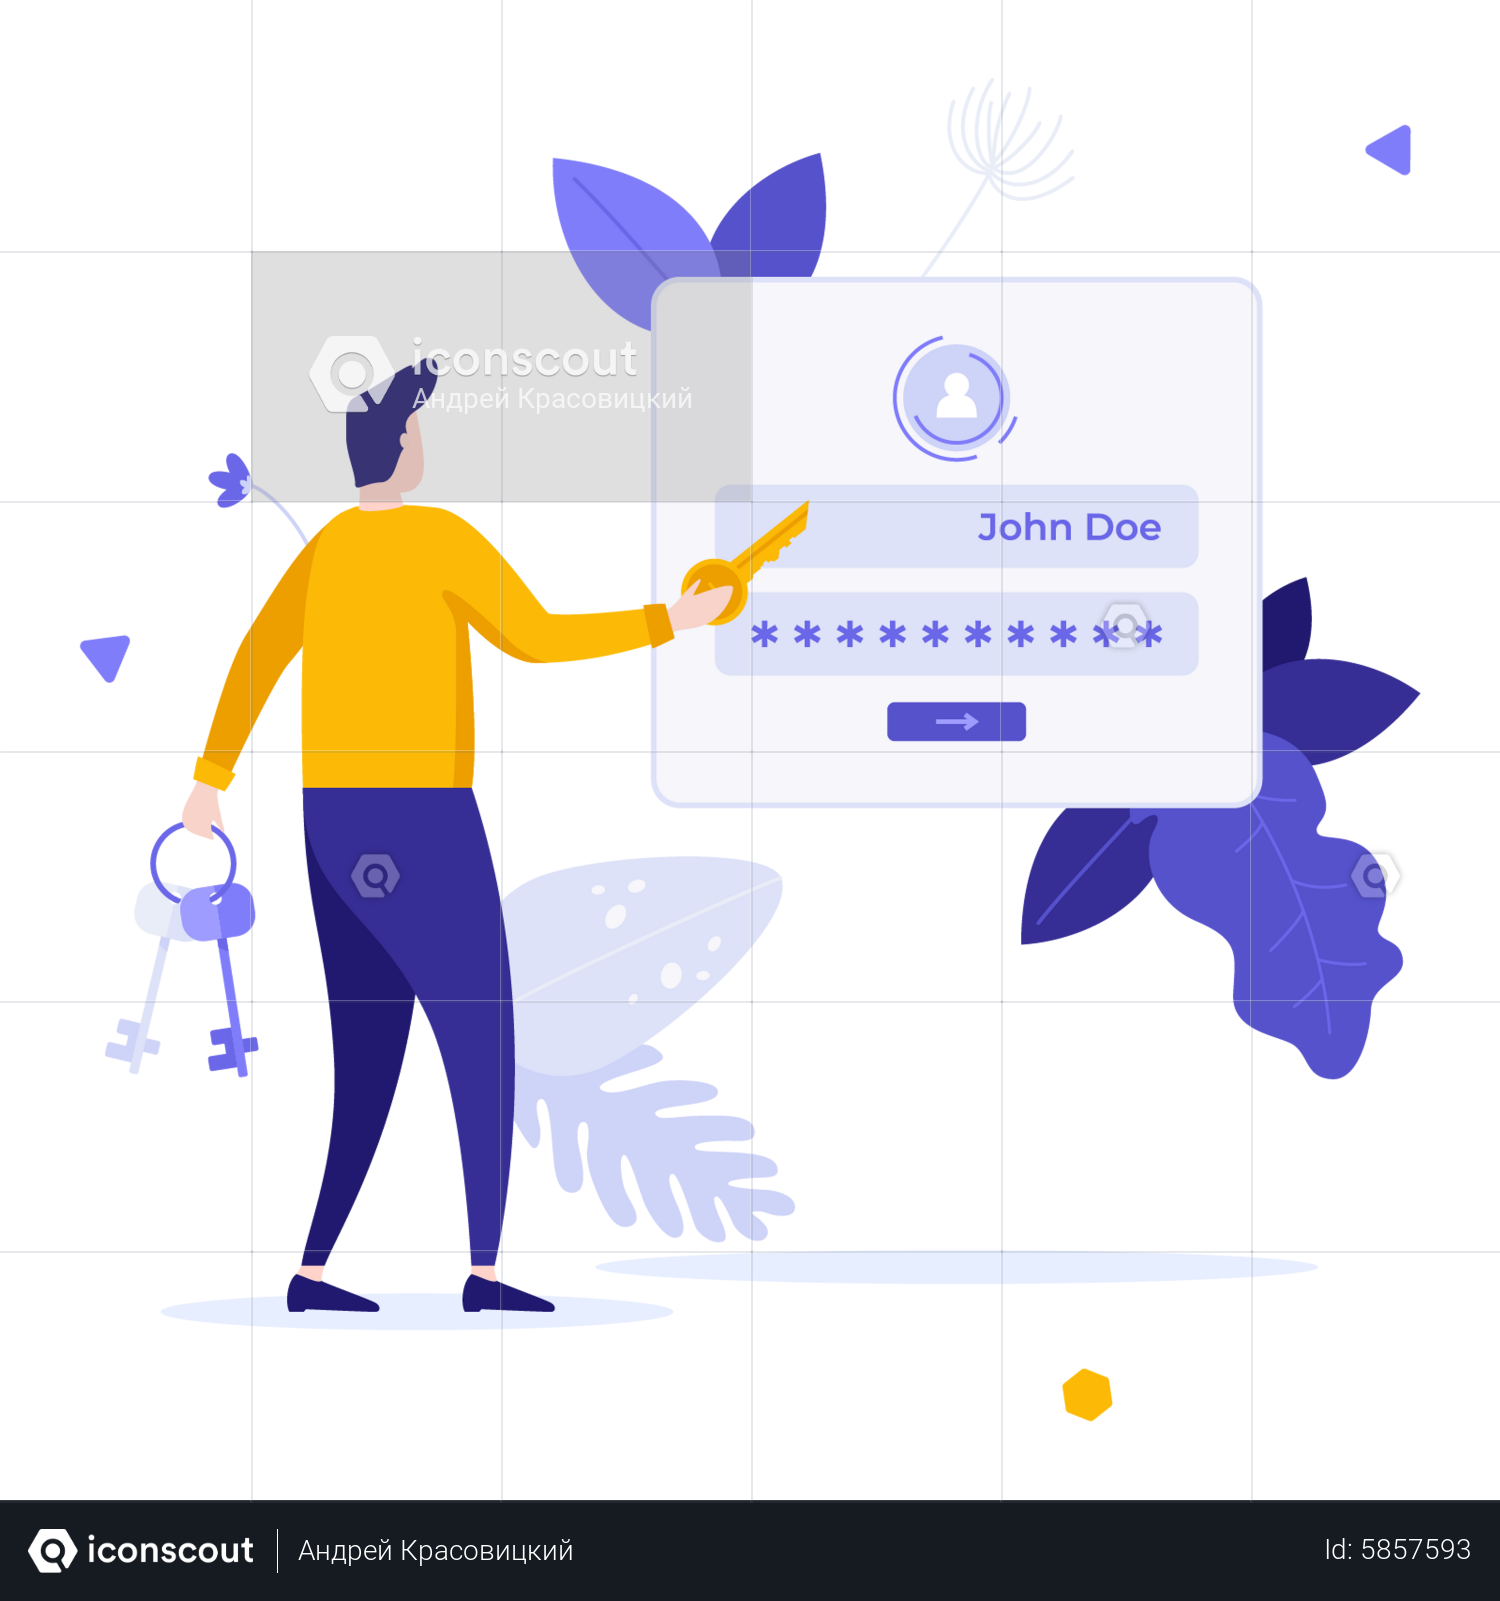 iconscout
Андрей Красовицкий
John Doe
**********
iconscout
Андрей Красовицкий
Id: 5857593